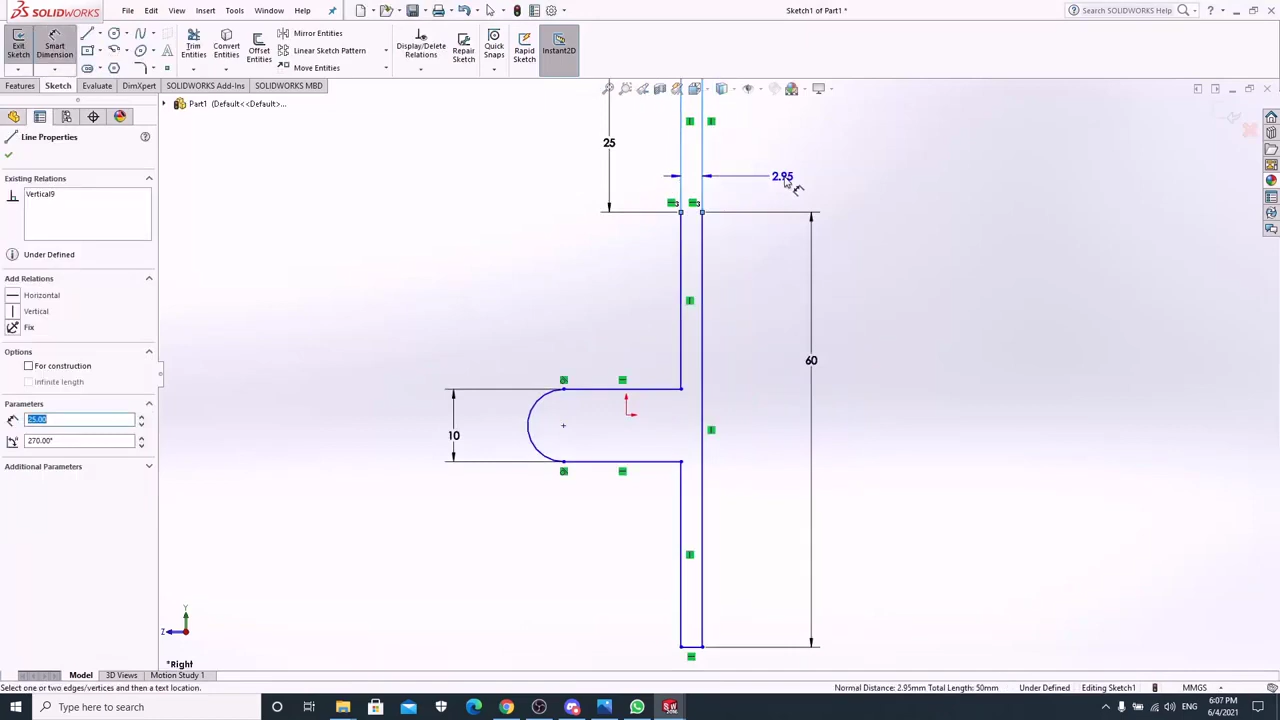 SOLIDWORKS
File
Edit
View
Insert
Tools
Window
Help
Sketch1 of Part1 *
Search SOLIDWORKS Help
Exit Sketch
Smart Dimension
Trim Entities
Convert Entities
Offset Entities
Mirror Entities
Linear Sketch Pattern
Move Entities
Display/Delete Relations
Repair Sketch
Quick Snaps
Rapid Sketch
Instant2D
Features
Sketch
Evaluate
DimXpert
SOLIDWORKS Add-Ins
SOLIDWORKS MBD
Part1 (Default<<Default>...
Line Properties
Existing Relations
Vertical9
Under Defined
Add Relations
Horizontal
Vertical
Fix
Options
For construction
Infinite length
Parameters
25.00
270.00°
Additional Parameters
25
2.95
60
10
Y
Z
*Right
Model
3D Views
Motion Study 1
Select one or two edges/vertices and then a text location.
Normal Distance: 2.95mm Total Length: 50mm
Under Defined
Editing Sketch1
MMGS
Type here to search
6:07 PM
6/4/2021